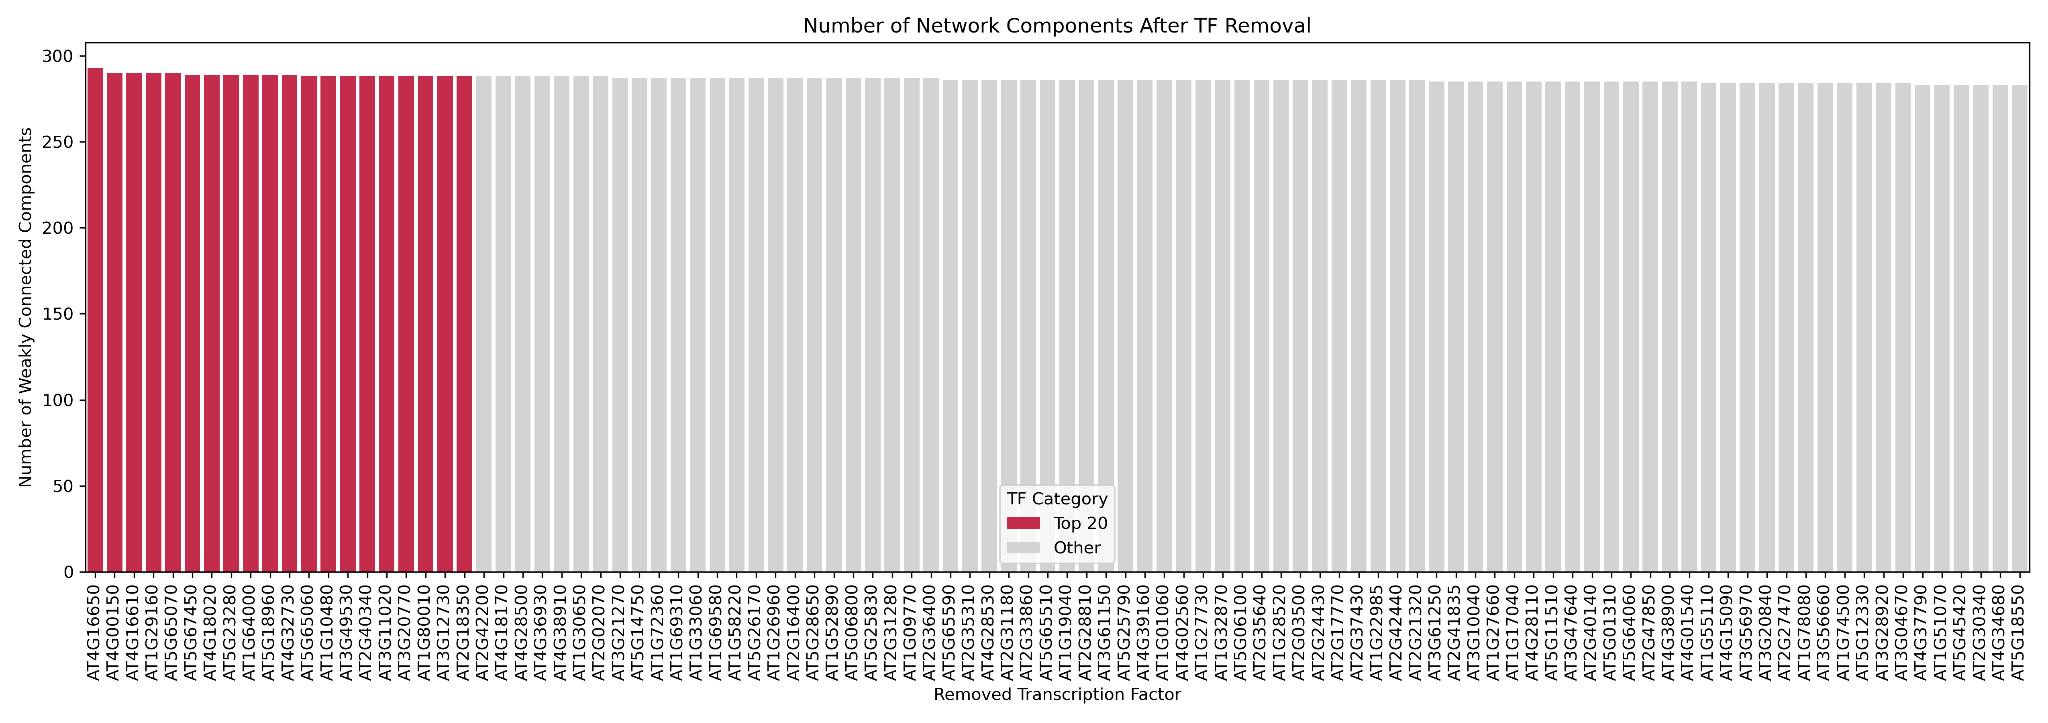 Number of Network Components After TF Removal
Number of Weakly Connected Components
300
250
200
150
100
50
0
TF Category
Top 20
Other
AT4G16650
AT4G00150
AT4G16610
AT1G29160
AT5G65070
AT5G67450
AT4G18020
AT5G23280
AT1G64000
AT5G18960
AT4G32730
AT5G65060
AT1G10480
AT3G49530
AT2G40340
AT3G11020
AT3G20770
AT1G80010
AT3G12730
AT2G18350
AT2G42200
AT4G18170
AT4G28500
AT4G36930
AT4G38910
AT1G30650
AT2G02070
AT3G21270
AT5G14750
AT1G72360
AT1G69310
AT1G33060
AT1G69580
AT1G58220
AT5G26170
AT1G26960
AT2G16400
AT5G28650
AT1G52890
AT5G06800
AT5G25830
AT2G31280
AT1G09770
AT2G36400
AT5G65590
AT2G35310
AT4G28530
AT2G31180
AT2G33860
AT5G65510
AT1G19040
AT2G28810
AT3G61150
AT5G25790
AT4G39160
AT1G01060
AT4G02560
AT1G27730
AT1G32870
AT5G06100
AT2G35640
AT1G28520
AT2G03500
AT2G24430
AT2G17770
AT2G37430
AT1G22985
AT2G42440
AT2G21320
AT3G61250
AT2G41835
AT3G10040
AT1G27660
AT1G17040
AT4G28110
AT5G11510
AT3G47640
AT2G40140
AT5G01310
AT5G64060
AT2G47850
AT4G38900
AT4G01540
AT1G55110
AT4G15090
AT3G56970
AT3G20840
AT2G27470
AT1G78080
AT3G56660
AT1G74500
AT5G12330
AT3G28920
AT3G04670
AT4G37790
AT1G51070
AT5G45420
AT2G30340
AT4G34680
AT5G18550
Removed Transcription Factor